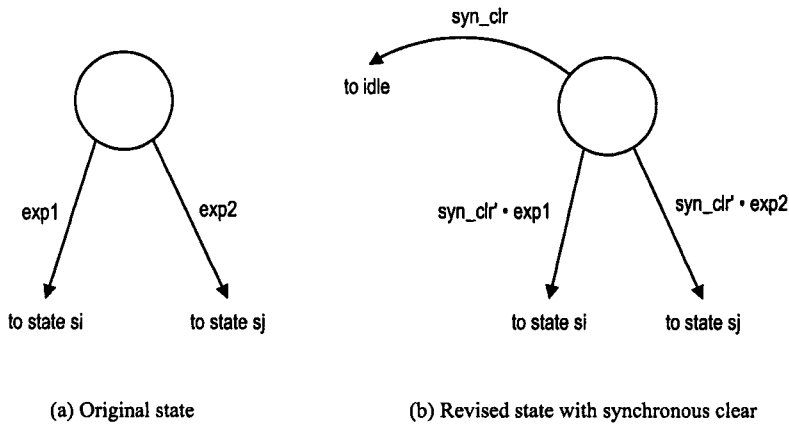 exp1
exp2
to state si
to state sj
(a) Original state
syn_clr
to idle
syn_clr' • exp1
syn_clr' • exp2
to state si
to state sj
(b) Revised state with synchronous clear